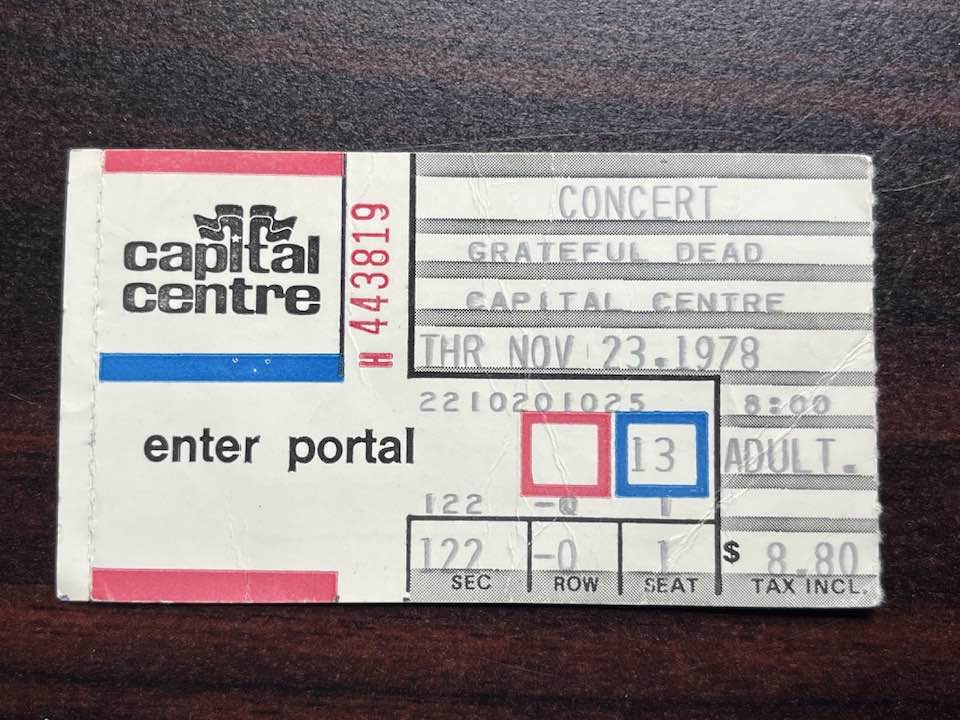 capital
centre
H 443819
CONCERT
GRATEFUL DEAD
CAPITAL CENTRE
THR NOV 23.1978
2210201025 8:00
enter portal 13 ADULT.
122 -Q 1
122 -Q 1 $ 8.80
SEC ROW SEAT TAX INCL.